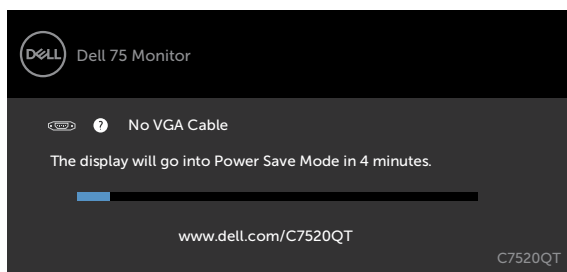 DELL
Dell 75 Monitor
? No VGA Cable
The display will go into Power Save Mode in 4 minutes.
www.dell.com/C7520QT
C7520QT